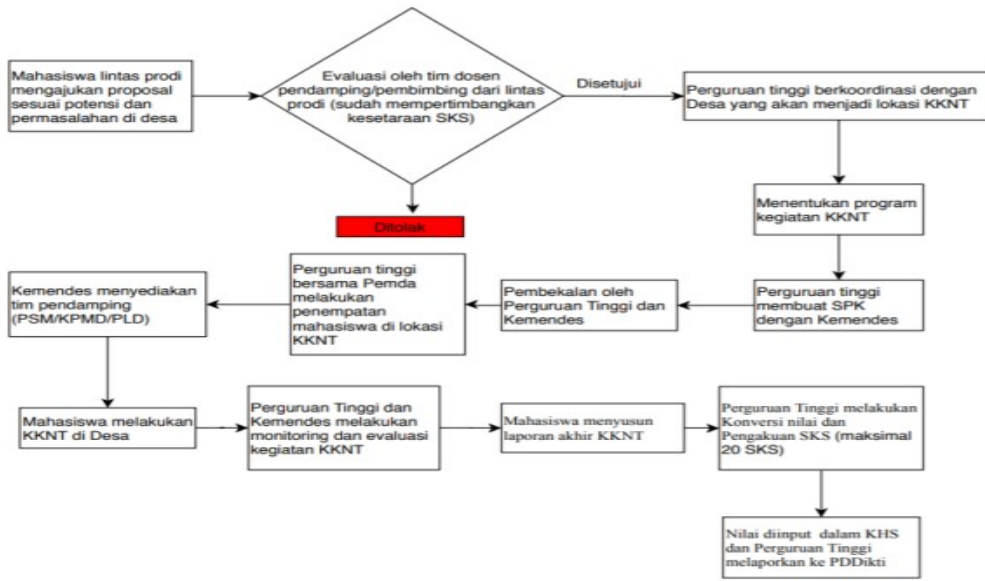 Mahasiswa lintas prodi
mengajukan proposal
sesuai potensi dan
permasalahan di desa
Evaluasi oleh tim dosen
pendamping/pembimbing dari lintas
prodi (sudah mempertimbangkan
kesetaraan SKS)
Disetujui
Perguruan tinggi berkoordinasi dengan
Desa yang akan menjadi lokasi KKNT
Ditolak
Menentukan program
kegiatan KKNT
Perguruan tinggi
membuat SPK
dengan Kemendes
Pembekalan oleh
Perguruan Tinggi dan
Kemendes
Perguruan tinggi
bersama Pemda
melakukan
penempatan
mahasiswa di lokasi
KKNT
Kemendes menyediakan
tim pendamping
(PSM/KPMD/PLD)
Mahasiswa melakukan
KKNT di Desa
Perguruan Tinggi dan
Kemendes melakukan
monitoring dan evaluasi
kegiatan KKNT
Mahasiswa menyusun
laporan akhir KKNT
Perguruan Tinggi melakukan
Konversi nilai dan
Pengakuan SKS (maksimal
20 SKS)
Nilai diinput dalam KHS
dan Perguruan Tinggi
melaporkan ke PDDikti